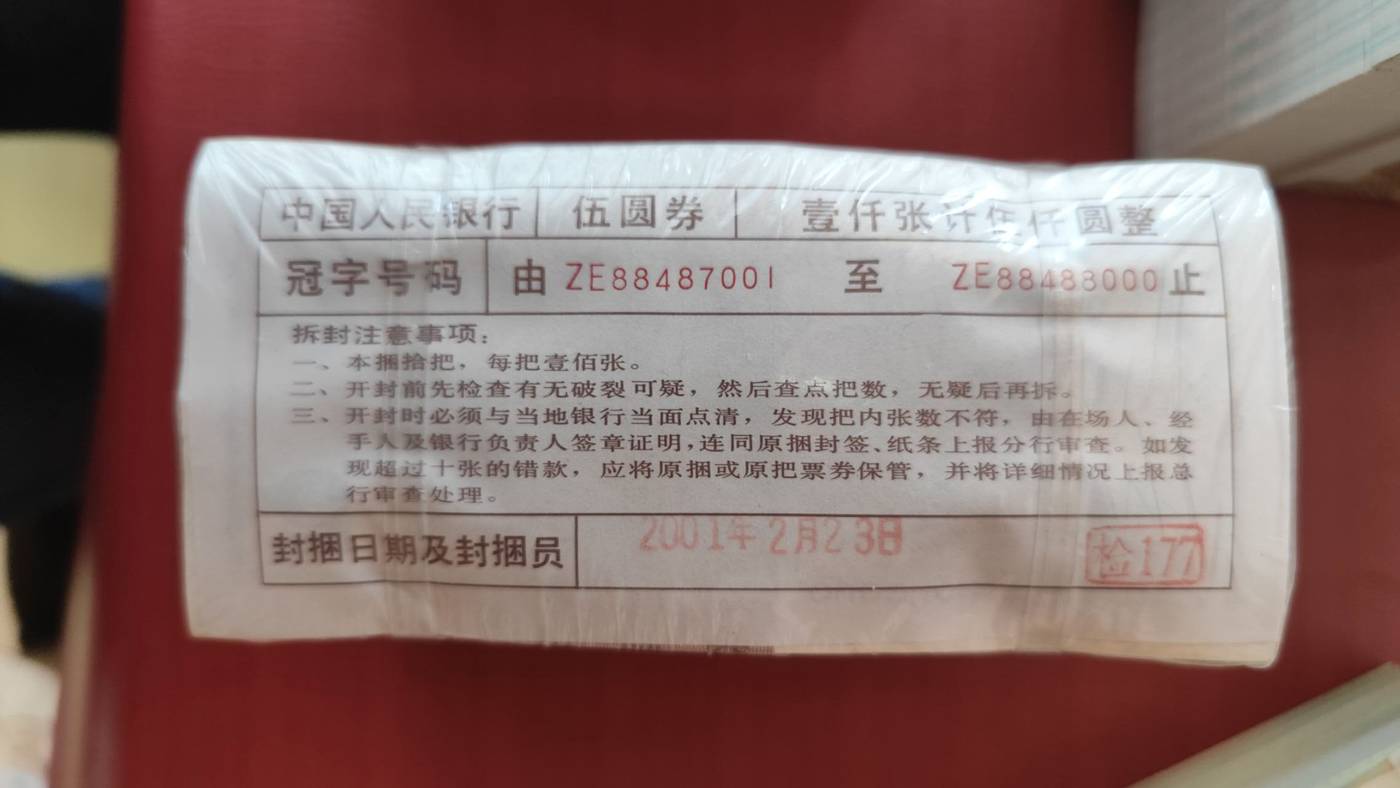 中国人民银行 伍圆券 壹仟张计伍仟圆整
冠字号码 由 ZE88487001 至 ZE88488000 止
拆封注意事项：
一、本捆拾把，每把壹佰张。
二、开封前先检查有无破裂可疑，然后查点把数，无疑后再拆。
三、开封时必须与当地银行当面点清，发现把内张数不符，由在场人、经
手人及银行负责人签章证明，连同原捆封签、纸条上报分行审查。如发
现超过十张的错款，应将原捆或原把票券保管，并将详细情况上报总
行审查处理。
封捆日期及封捆员 2001年2月23日 检177